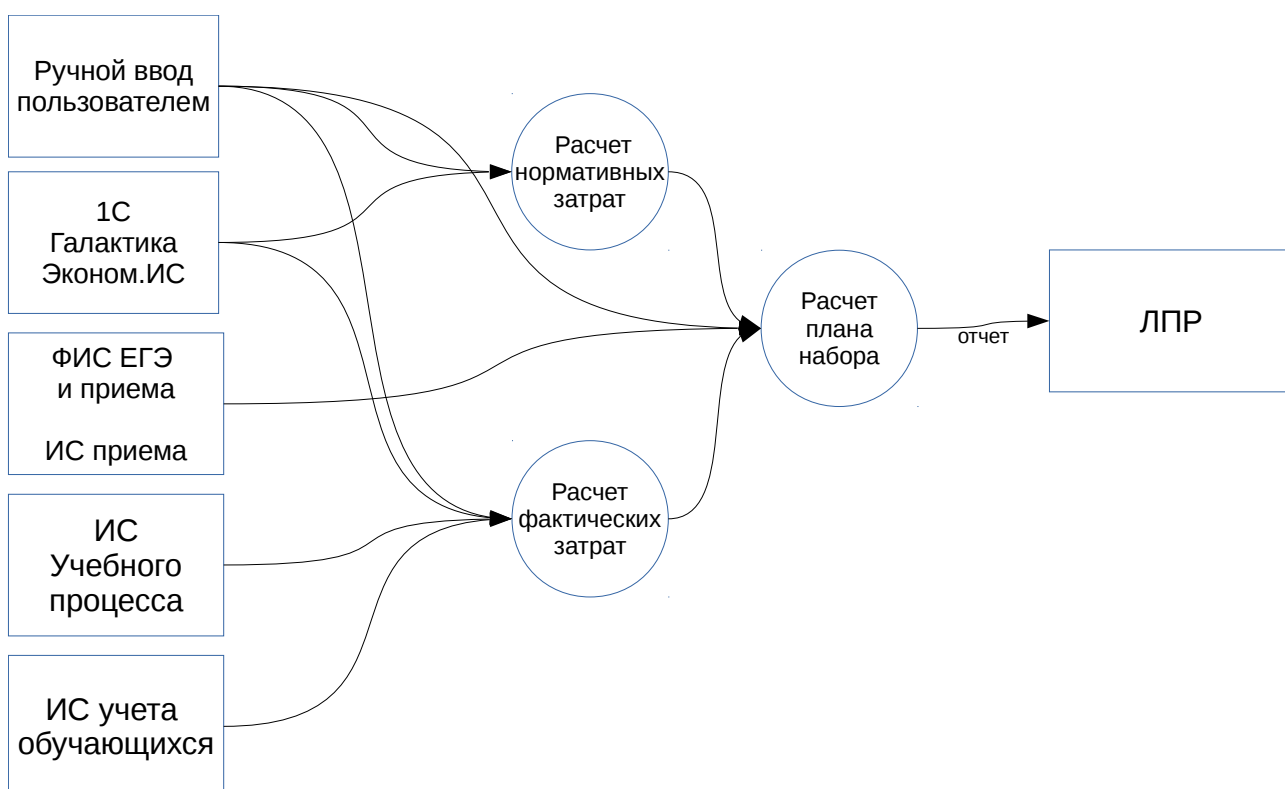 Ручной ввод
пользователем
1С
Галактика
Эконом.ИС
ФИС ЕГЭ
и приема
ИС приема
ИС
Учебного
процесса
ИС учета
обучающихся
Расчет
нормативных
затрат
Расчет
фактических
затрат
Расчет
плана
набора
отчет
ЛПР